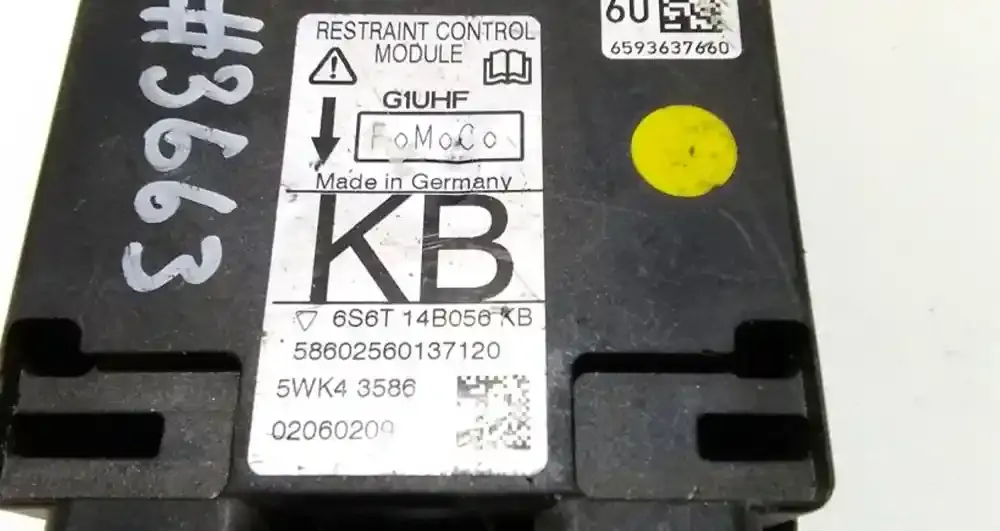 #3663
RESTRAINT CONTROL
MODULE
G1UHF
FoMoCo
Made in Germany
KB
6S6T 14B056 KB
58602560137120
5WK4 3586
02060209
6U
6593637660